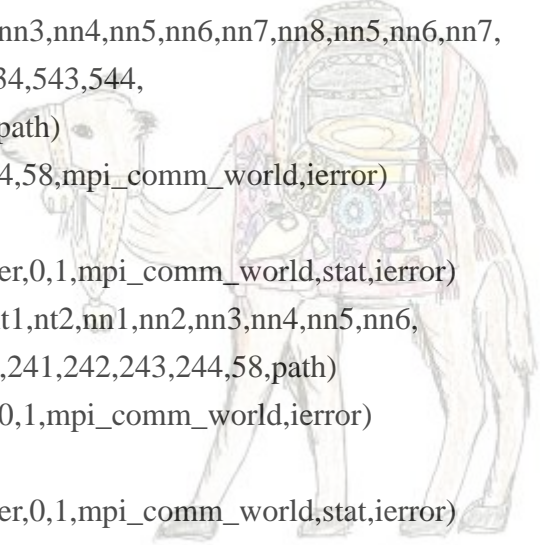 nn3,nn4,nn5,nn6,nn7,nn8,nn5,nn6,nn7,
34,543,544,
path)
4,58,mpi_comm_world,ierror)
er,0,1,mpi_comm_world,stat,ierror)
t1,nt2,nn1,nn2,nn3,nn4,nn5,nn6,
,241,242,243,244,58,path)
0,1,mpi_comm_world,ierror)
er,0,1,mpi_comm_world,stat,ierror)